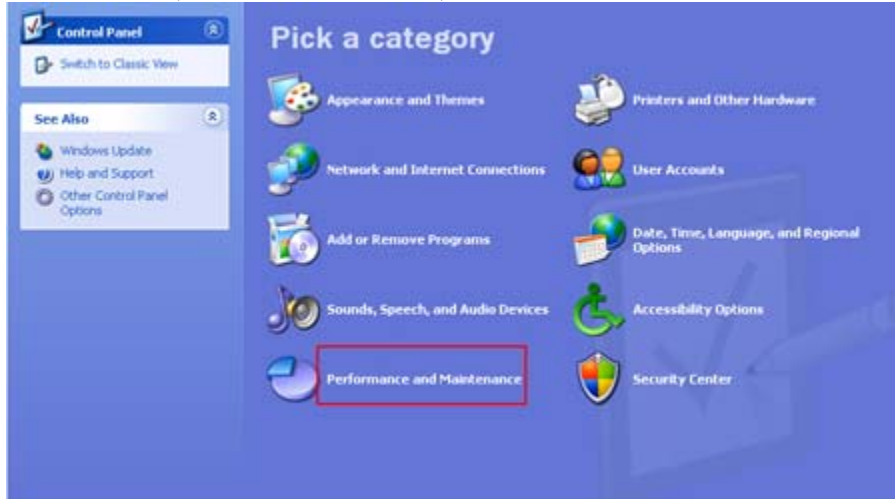 Control Panel
Switch to Classic View
See Also
Windows Update
Help and Support
Other Control Panel
Options
Pick a category
Appearance and Themes
Printers and Other Hardware
Network and Internet Connections
User Accounts
Add or Remove Programs
Date, Time, Language, and Regional
Options
Sounds, Speech, and Audio Devices
Accessibility Options
Performance and Maintenance
Security Center